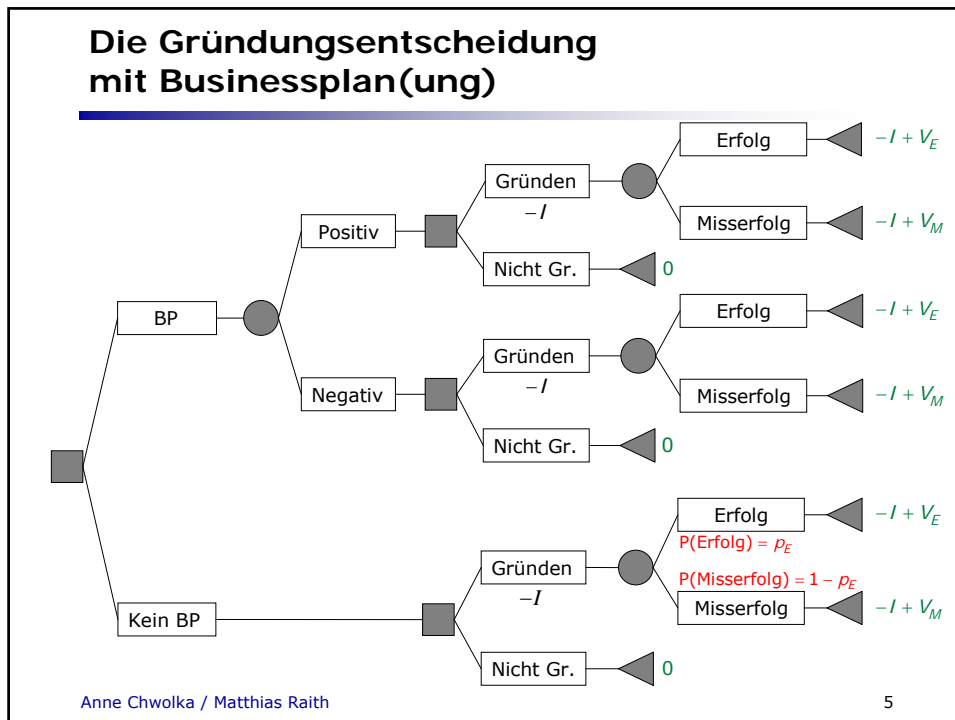 Die Gründungsentscheidung
mit Businessplan(ung)
Erfolg
−I + V_E
Gründen
−I
Misserfolg
−I + V_M
Positiv
Nicht Gr.
0
BP
Erfolg
−I + V_E
Gründen
−I
Misserfolg
−I + V_M
Negativ
Nicht Gr.
0
Erfolg
−I + V_E
P(Erfolg) = p_E
Gründen
−I
P(Misserfolg) = 1 − p_E
Misserfolg
−I + V_M
Kein BP
Nicht Gr.
0
Anne Chwolka / Matthias Raith
5